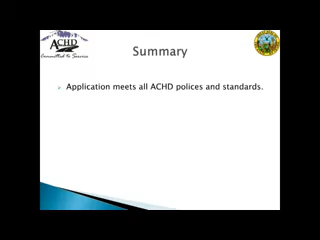 ACHD
Committed to Service
Summary
Application meets all ACHD polices and standards.